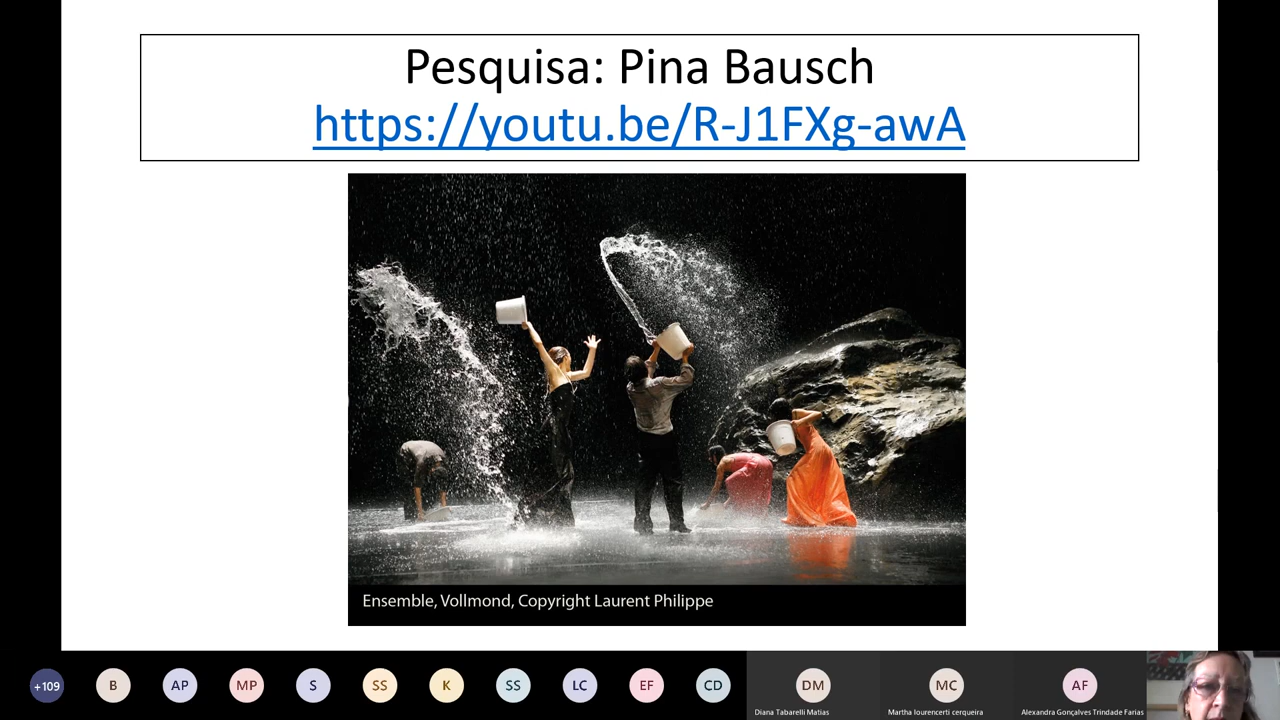 Pesquisa: Pina Bausch
https://youtu.be/R-J1FXg-awA
Ensemble, Vollmond, Copyright Laurent Philippe
+109
B
AP
MP
S
SS
K
SS
LC
EF
CD
DM
MC
AF
Diana Tabarelli Matias
Martha lourencerti cerqueira
Alexandra Gonçalves Trindade Farias